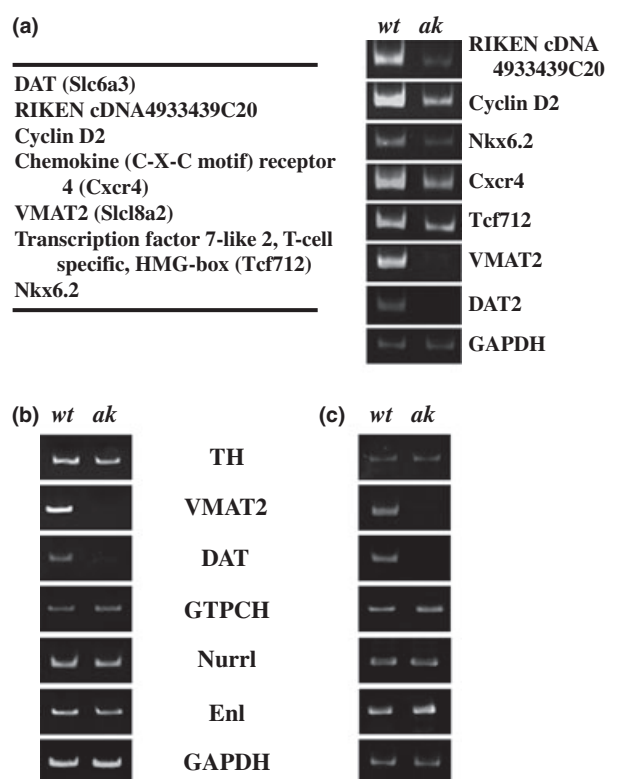 (a)
DAT (Slc6a3)
RIKEN cDNA4933439C20
Cyclin D2
Chemokine (C-X-C motif) receptor
4 (Cxcr4)
VMAT2 (Slcl8a2)
Transcription factor 7-like 2, T-cell
specific, HMG-box (Tcf712)
Nkx6.2
wt ak
RIKEN cDNA
4933439C20
Cyclin D2
Nkx6.2
Cxcr4
Tcf712
VMAT2
DAT2
GAPDH
(b) wt ak
(c) wt ak
TH
VMAT2
DAT
GTPCH
Nurrl
Enl
GAPDH